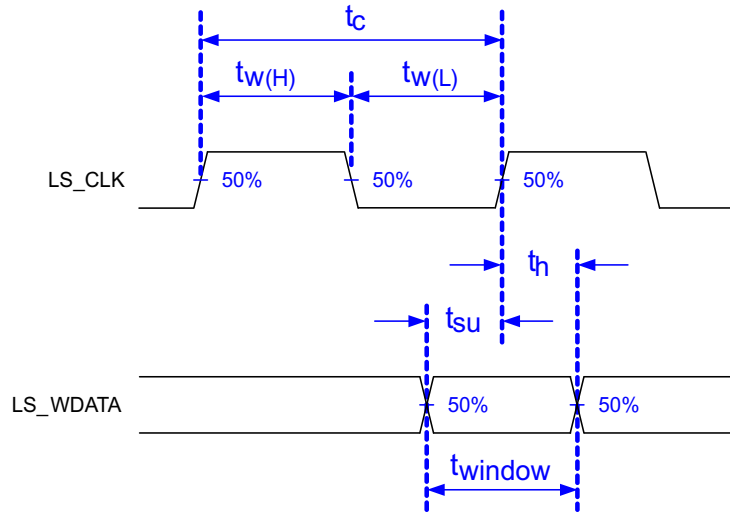 tc
tw(H) tw(L)
LS_CLK 50% 50% 50%
th
tsu
LS_WDATA 50% 50%
twindow